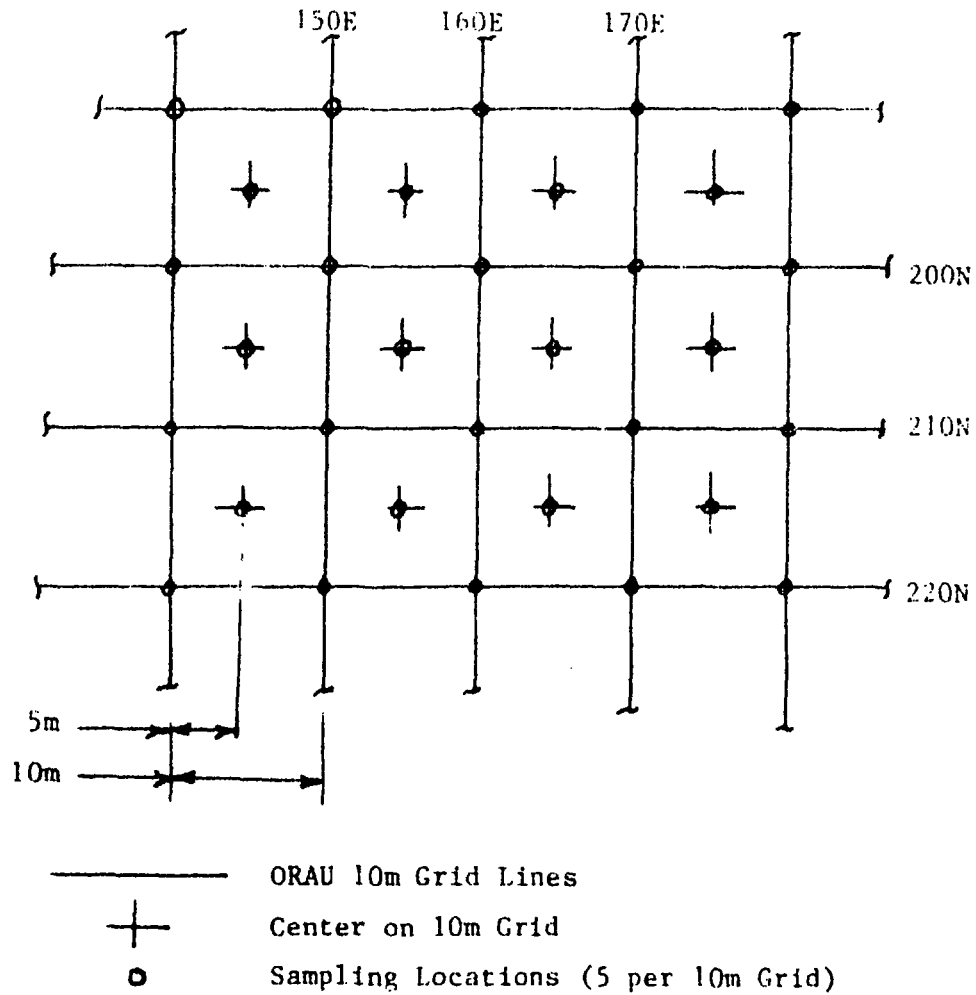 150E 160E 170E
200N
210N
220N
5m
10m
ORAU 10m Grid Lines
Center on 10m Grid
Sampling Locations (5 per 10m Grid)